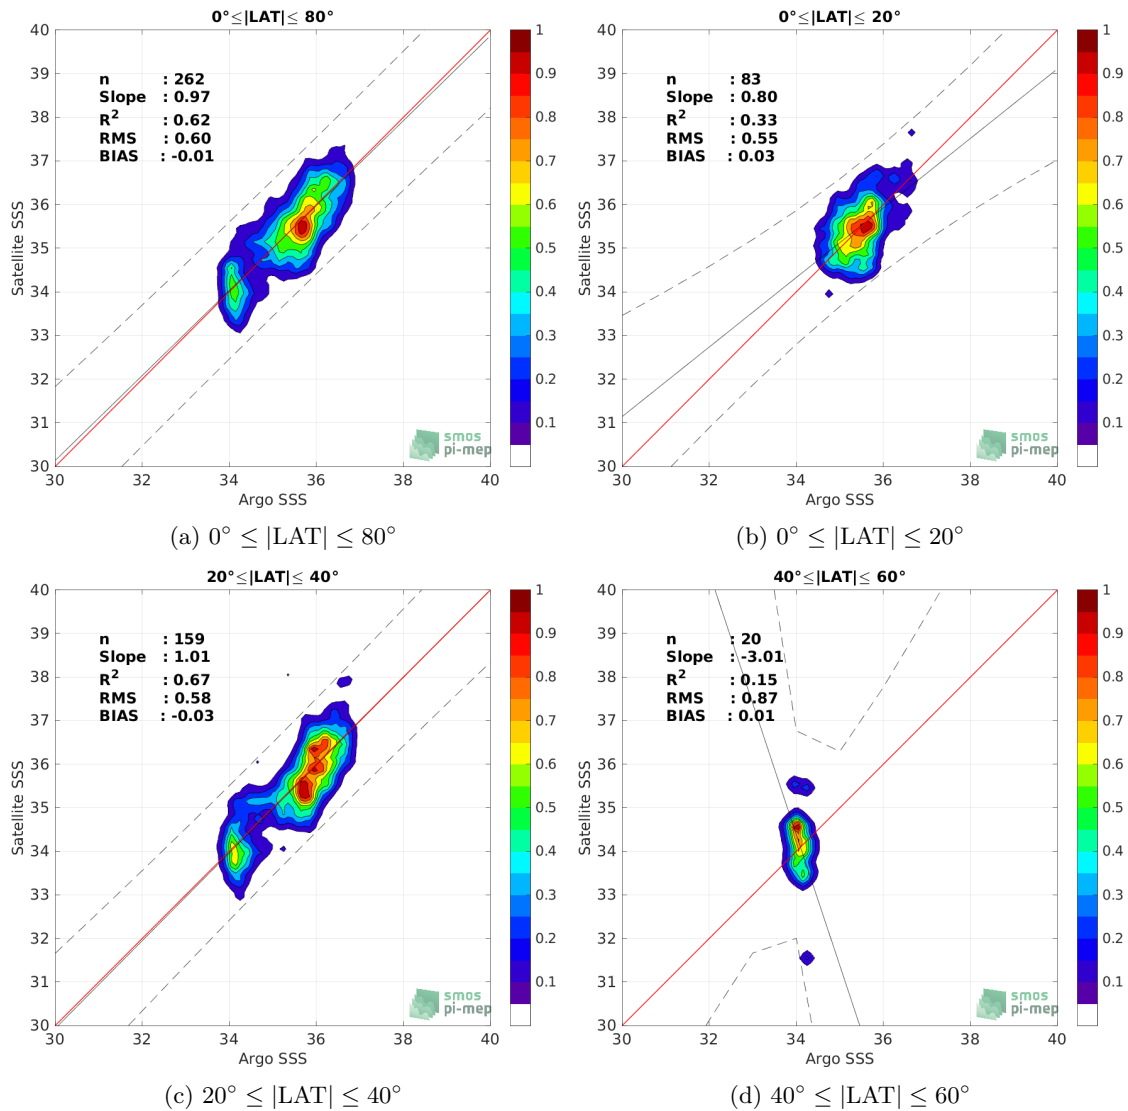 0°≤|LAT|≤ 80°
n : 262
Slope : 0.97
R² : 0.62
RMS : 0.60
BIAS : -0.01
Satellite SSS
40
39
38
37
36
35
34
33
32
31
30
30 32 34 36 38 40
Argo SSS
smos
pi-mep
1
0.9
0.8
0.7
0.6
0.5
0.4
0.3
0.2
0.1
(a) 0° ≤ |LAT| ≤ 80°
0°≤|LAT|≤ 20°
n : 83
Slope : 0.80
R² : 0.33
RMS : 0.55
BIAS : 0.03
Satellite SSS
40
39
38
37
36
35
34
33
32
31
30
30 32 34 36 38 40
Argo SSS
smos
pi-mep
1
0.9
0.8
0.7
0.6
0.5
0.4
0.3
0.2
0.1
(b) 0° ≤ |LAT| ≤ 20°
20°≤|LAT|≤ 40°
n : 159
Slope : 1.01
R² : 0.67
RMS : 0.58
BIAS : -0.03
Satellite SSS
40
39
38
37
36
35
34
33
32
31
30
30 32 34 36 38 40
Argo SSS
smos
pi-mep
1
0.9
0.8
0.7
0.6
0.5
0.4
0.3
0.2
0.1
(c) 20° ≤ |LAT| ≤ 40°
40°≤|LAT|≤ 60°
n : 20
Slope : -3.01
R² : 0.15
RMS : 0.87
BIAS : 0.01
Satellite SSS
40
39
38
37
36
35
34
33
32
31
30
30 32 34 36 38 40
Argo SSS
smos
pi-mep
1
0.9
0.8
0.7
0.6
0.5
0.4
0.3
0.2
0.1
(d) 40° ≤ |LAT| ≤ 60°